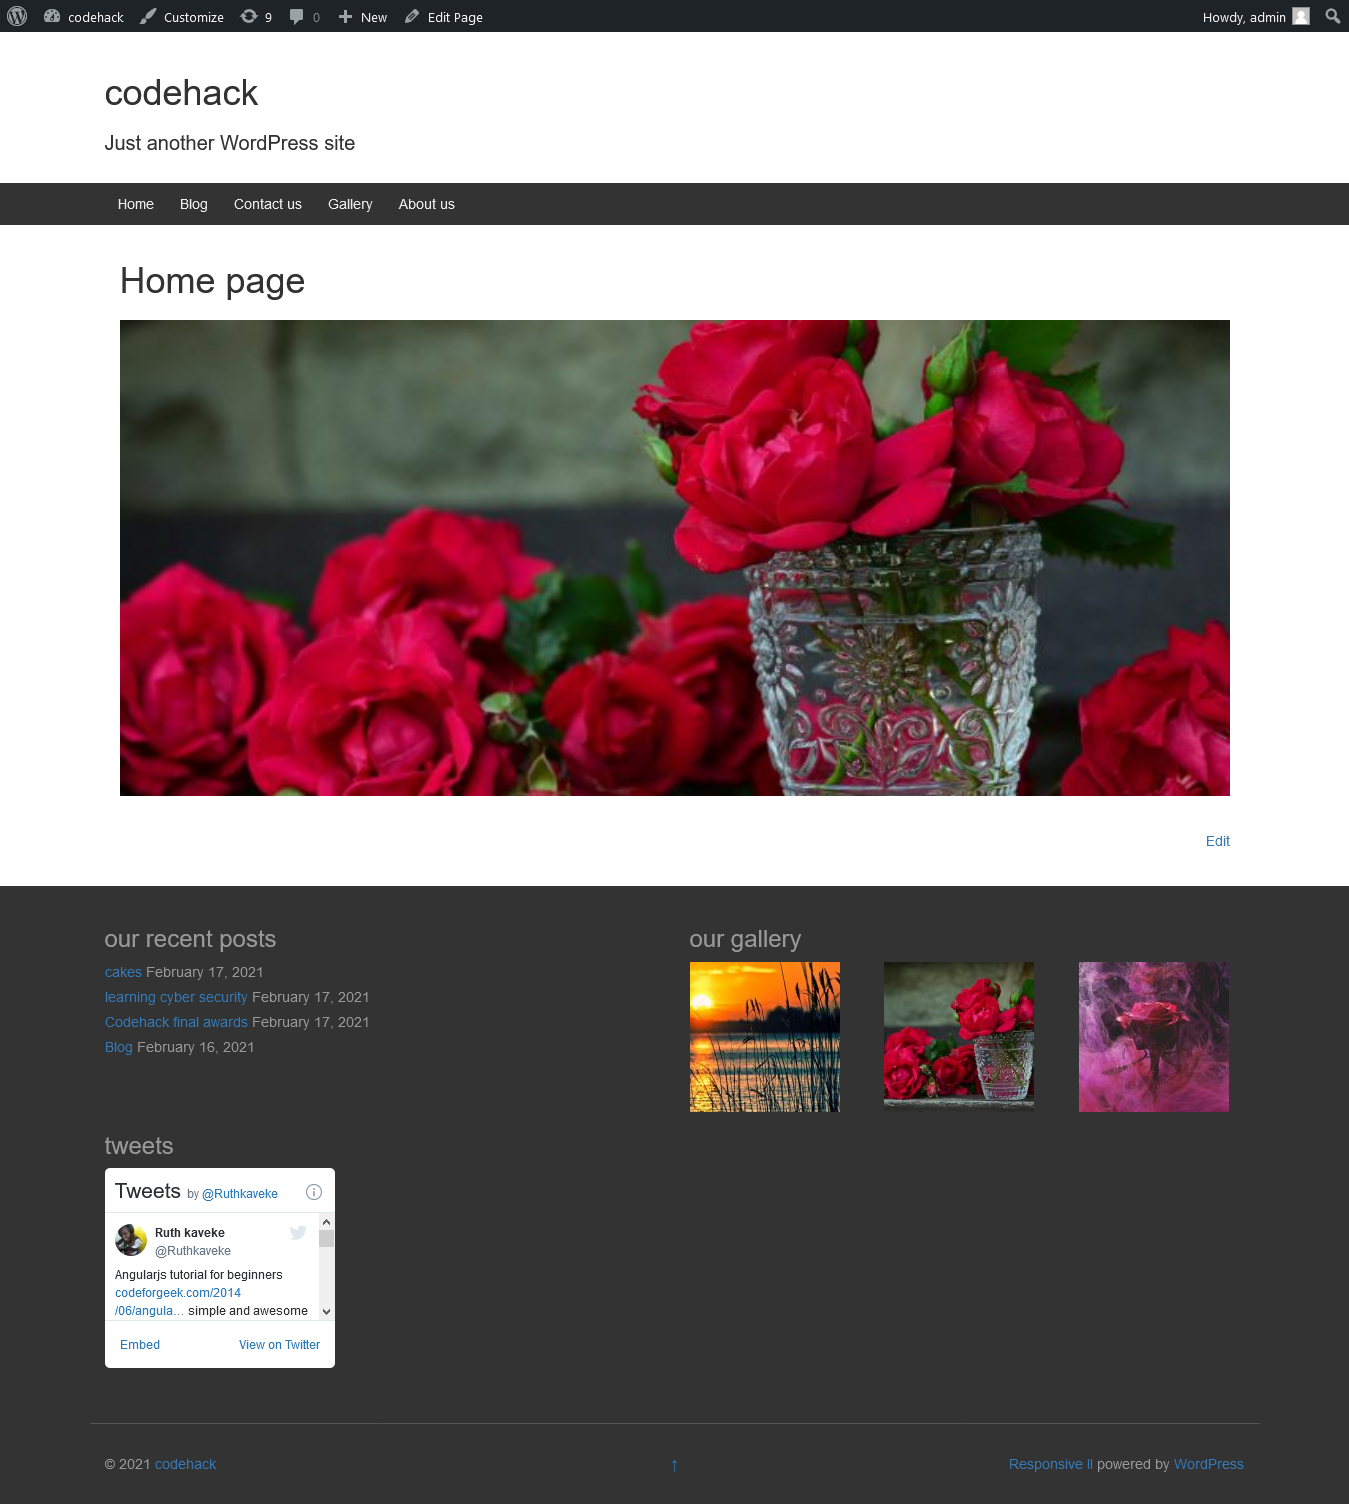 codehack Customize 9 0 New Edit Page Howdy, admin
codehack
Just another WordPress site
Home Blog Contact us Gallery About us
Home page
Edit
our recent posts
cakes February 17, 2021
learning cyber security February 17, 2021
Codehack final awards February 17, 2021
Blog February 16, 2021
our gallery
tweets
Tweets by @Ruthkaveke
Ruth kaveke
@Ruthkaveke
Angularjs tutorial for beginners
codeforgeek.com/2014
/06/angula… simple and awesome
Embed View on Twitter
© 2021 codehack ↑ Responsive II powered by WordPress